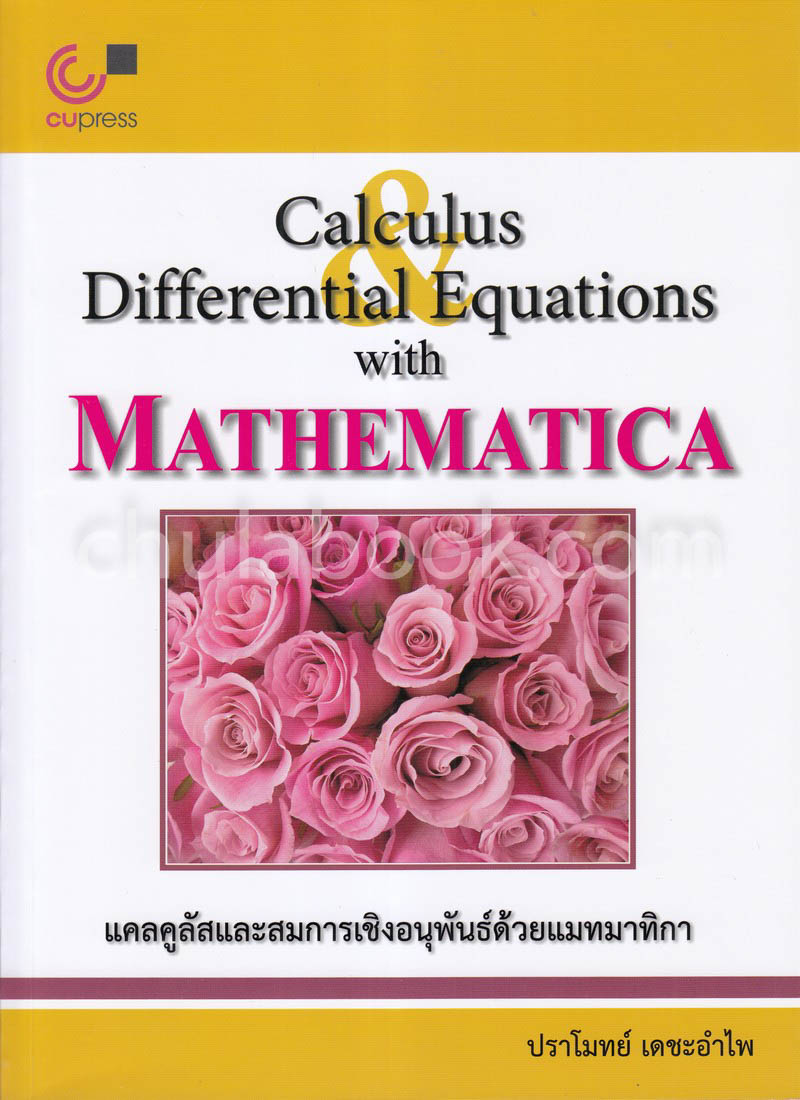 cupress
Calculus
&
Differential Equations
with
MATHEMATICA
chulabook.com
แคลคูลัสและสมการเชิงอนุพันธ์ด้วยแมทมาทิกา
ปราโมทย์ เดชะอำไพ